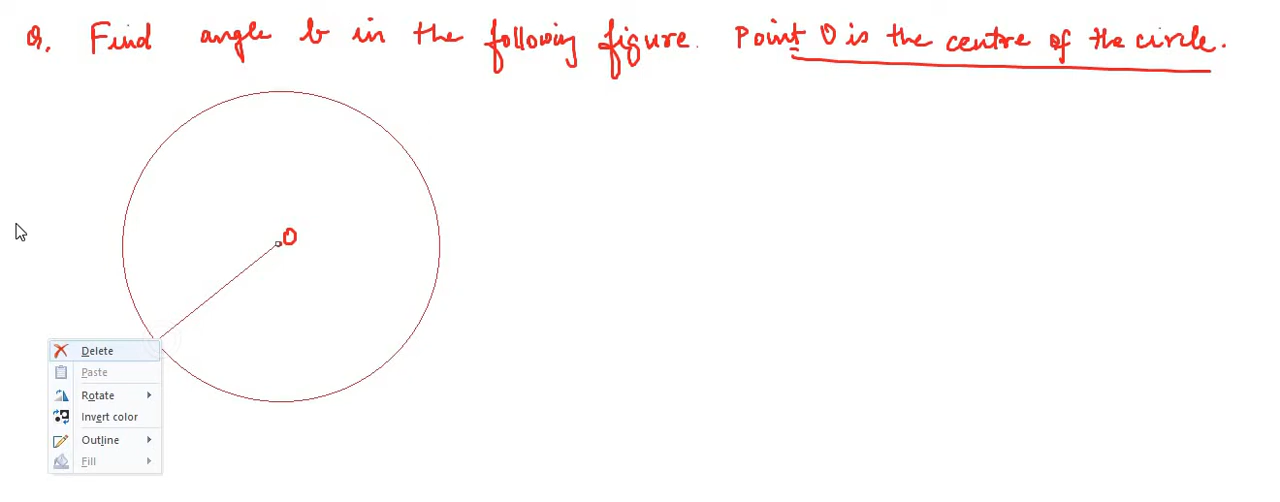 Q. Find angle b in the following figure. Point O is the centre of the circle.
O
Delete
Paste
Rotate
Invert color
Outline
Fill